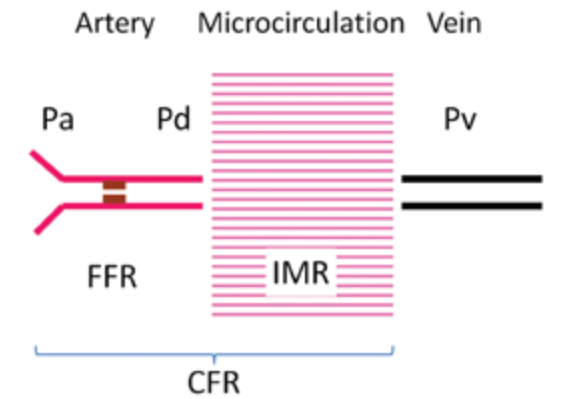 Artery Microcirculation Vein
Pa Pd Pv
FFR IMR
CFR